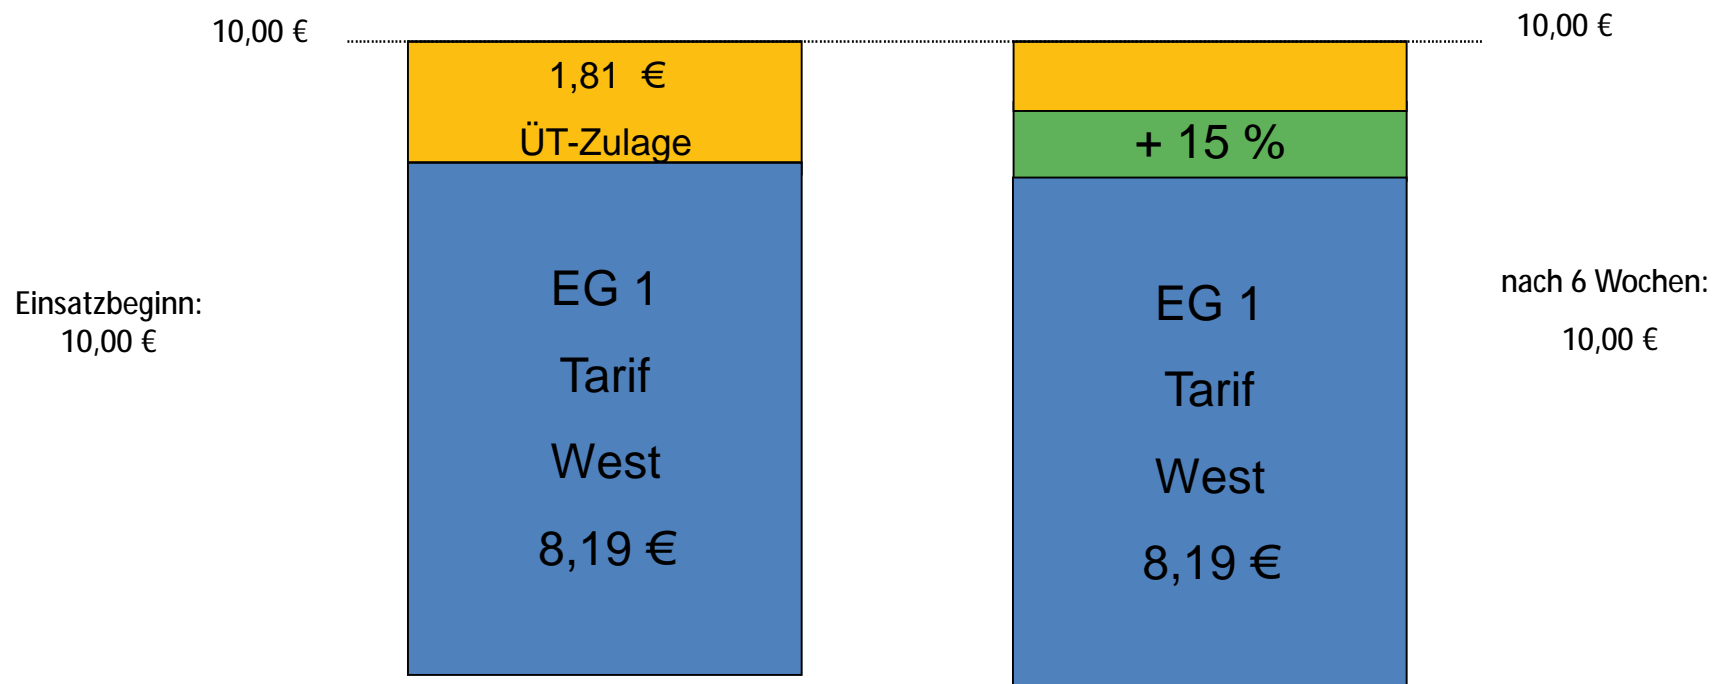 10,00 €
10,00 €
1,81 €
ÜT-Zulage
+ 15 %
Einsatzbeginn:
10,00 €
EG 1
Tarif
West
8,19 €
EG 1
Tarif
West
8,19 €
nach 6 Wochen:
10,00 €